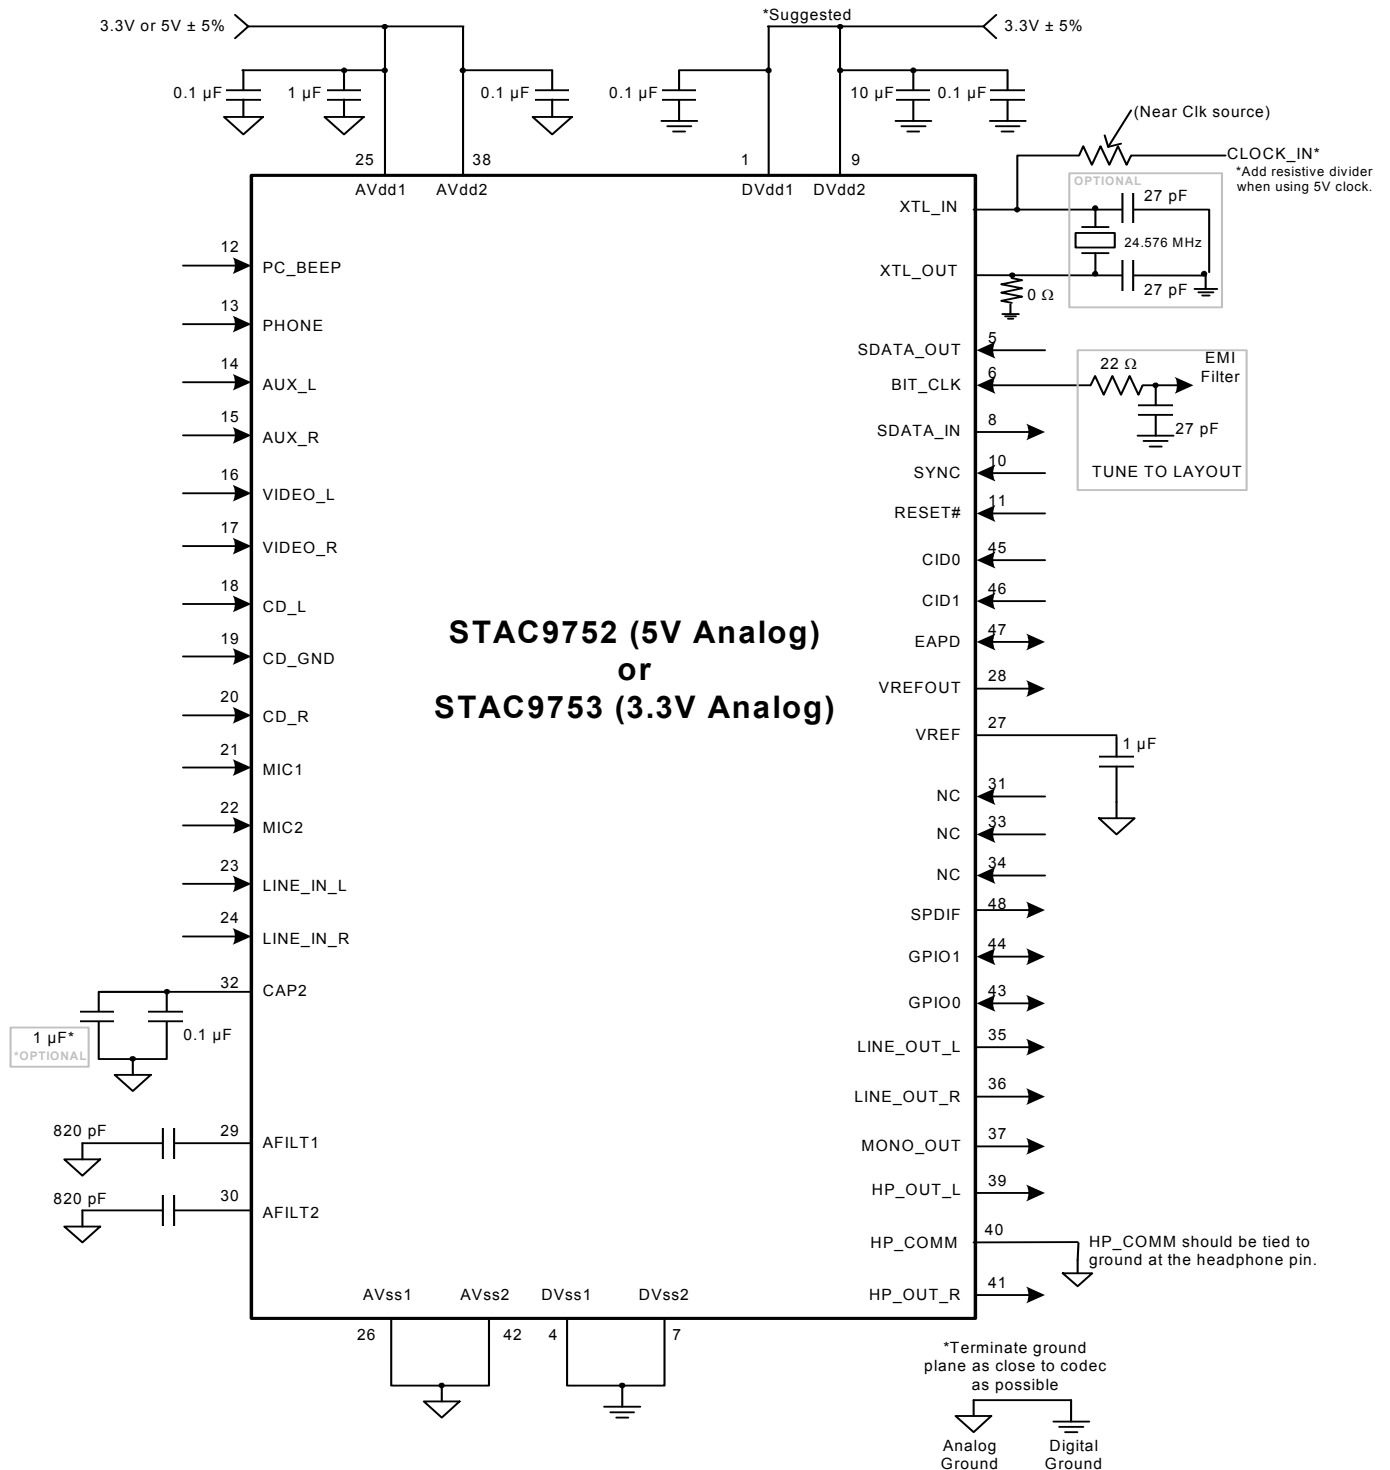 3.3V or 5V ± 5%
*Suggested
3.3V ± 5%
0.1 µF
1 µF
0.1 µF
0.1 µF
10 µF
0.1 µF
(Near Clk source)
CLOCK_IN*
*Add resistive divider
when using 5V clock.
25
38
1
9
AVdd1
AVdd2
DVdd1
DVdd2
OPTIONAL
27 pF
24.576 MHz
27 pF
XTL_IN
XTL_OUT
0 Ω
12
PC_BEEP
13
PHONE
14
AUX_L
15
AUX_R
16
VIDEO_L
17
VIDEO_R
18
CD_L
19
CD_GND
20
CD_R
21
MIC1
22
MIC2
23
LINE_IN_L
24
LINE_IN_R
32
CAP2
1 µF*
*OPTIONAL
0.1 µF
820 pF
29
AFILT1
820 pF
30
AFILT2
STAC9752 (5V Analog)
or
STAC9753 (3.3V Analog)
SDATA_OUT
5
BIT_CLK
6
22 Ω
EMI
Filter
27 pF
TUNE TO LAYOUT
SDATA_IN
8
SYNC
10
RESET#
11
CID0
45
CID1
46
EAPD
47
VREFOUT
28
VREF
27
1 µF
NC
31
NC
33
NC
34
SPDIF
48
GPIO1
44
GPIO0
43
LINE_OUT_L
35
LINE_OUT_R
36
MONO_OUT
37
HP_OUT_L
39
HP_COMM
40
HP_COMM should be tied to
ground at the headphone pin.
HP_OUT_R
41
AVss1
AVss2
DVss1
DVss2
26
42
4
7
*Terminate ground
plane as close to codec
as possible
Analog
Ground
Digital
Ground